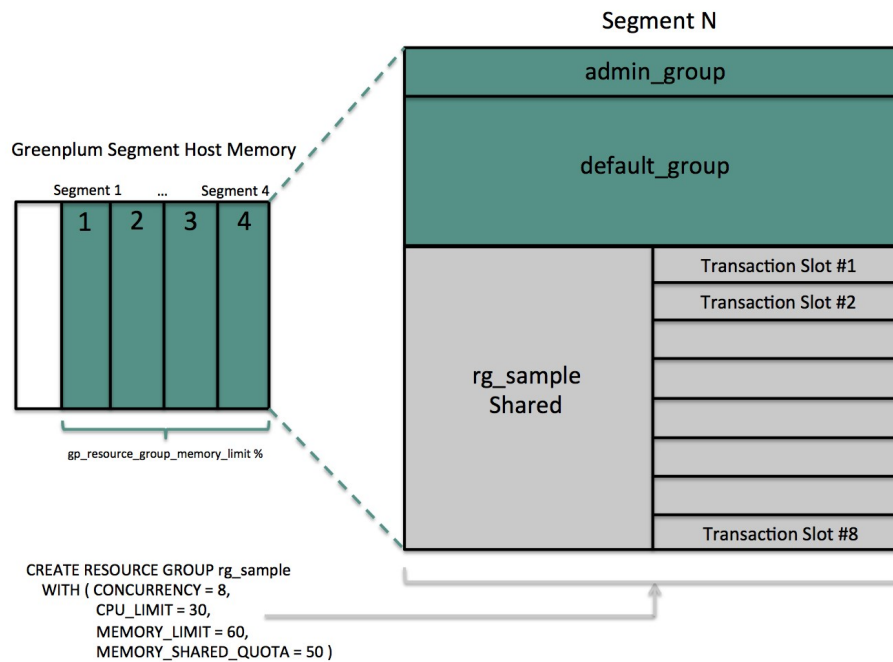 Segment N
admin_group
default_group
Greenplum Segment Host Memory
Segment 1 ... Segment 4
1 2 3 4
Transaction Slot #1
Transaction Slot #2
rg_sample
Shared
gp_resource_group_memory_limit %
Transaction Slot #8
CREATE RESOURCE GROUP rg_sample
WITH ( CONCURRENCY = 8,
CPU_LIMIT = 30,
MEMORY_LIMIT = 60,
MEMORY_SHARED_QUOTA = 50 )